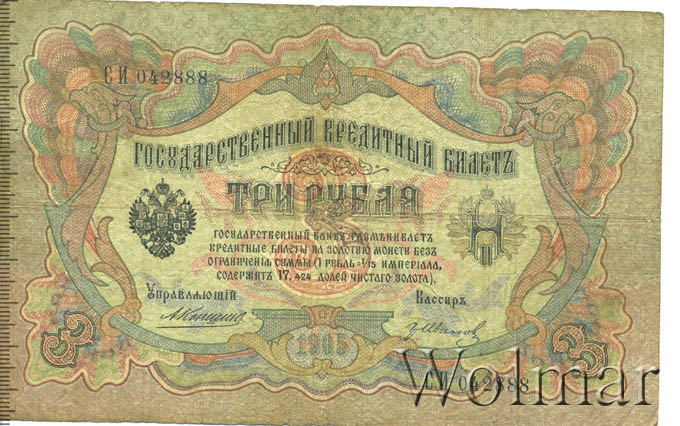 СИ 042888
ГОСУДАРСТВЕННЫЙ КРЕДИТНЫЙ БИЛЕТЪ
ТРИ РУБЛЯ
ГОСУДАРСТВЕННЫЙ БАНКЪ РАЗМѢНИВАЕТЪ
КРЕДИТНЫЕ БИЛЕТЫ НА ЗОЛОТУЮ МОНЕТУ БЕЗЪ
ОГРАНИЧЕНІЯ СУММЫ (1 РУБЛЬ = 1/15 ИМПЕРІАЛА,
СОДЕРЖИТЪ 17,424 ДОЛЕЙ ЧИСТАГО ЗОЛОТА).
Управляющій Кассиръ
3 1905 3
СИ 042888
Wolmar